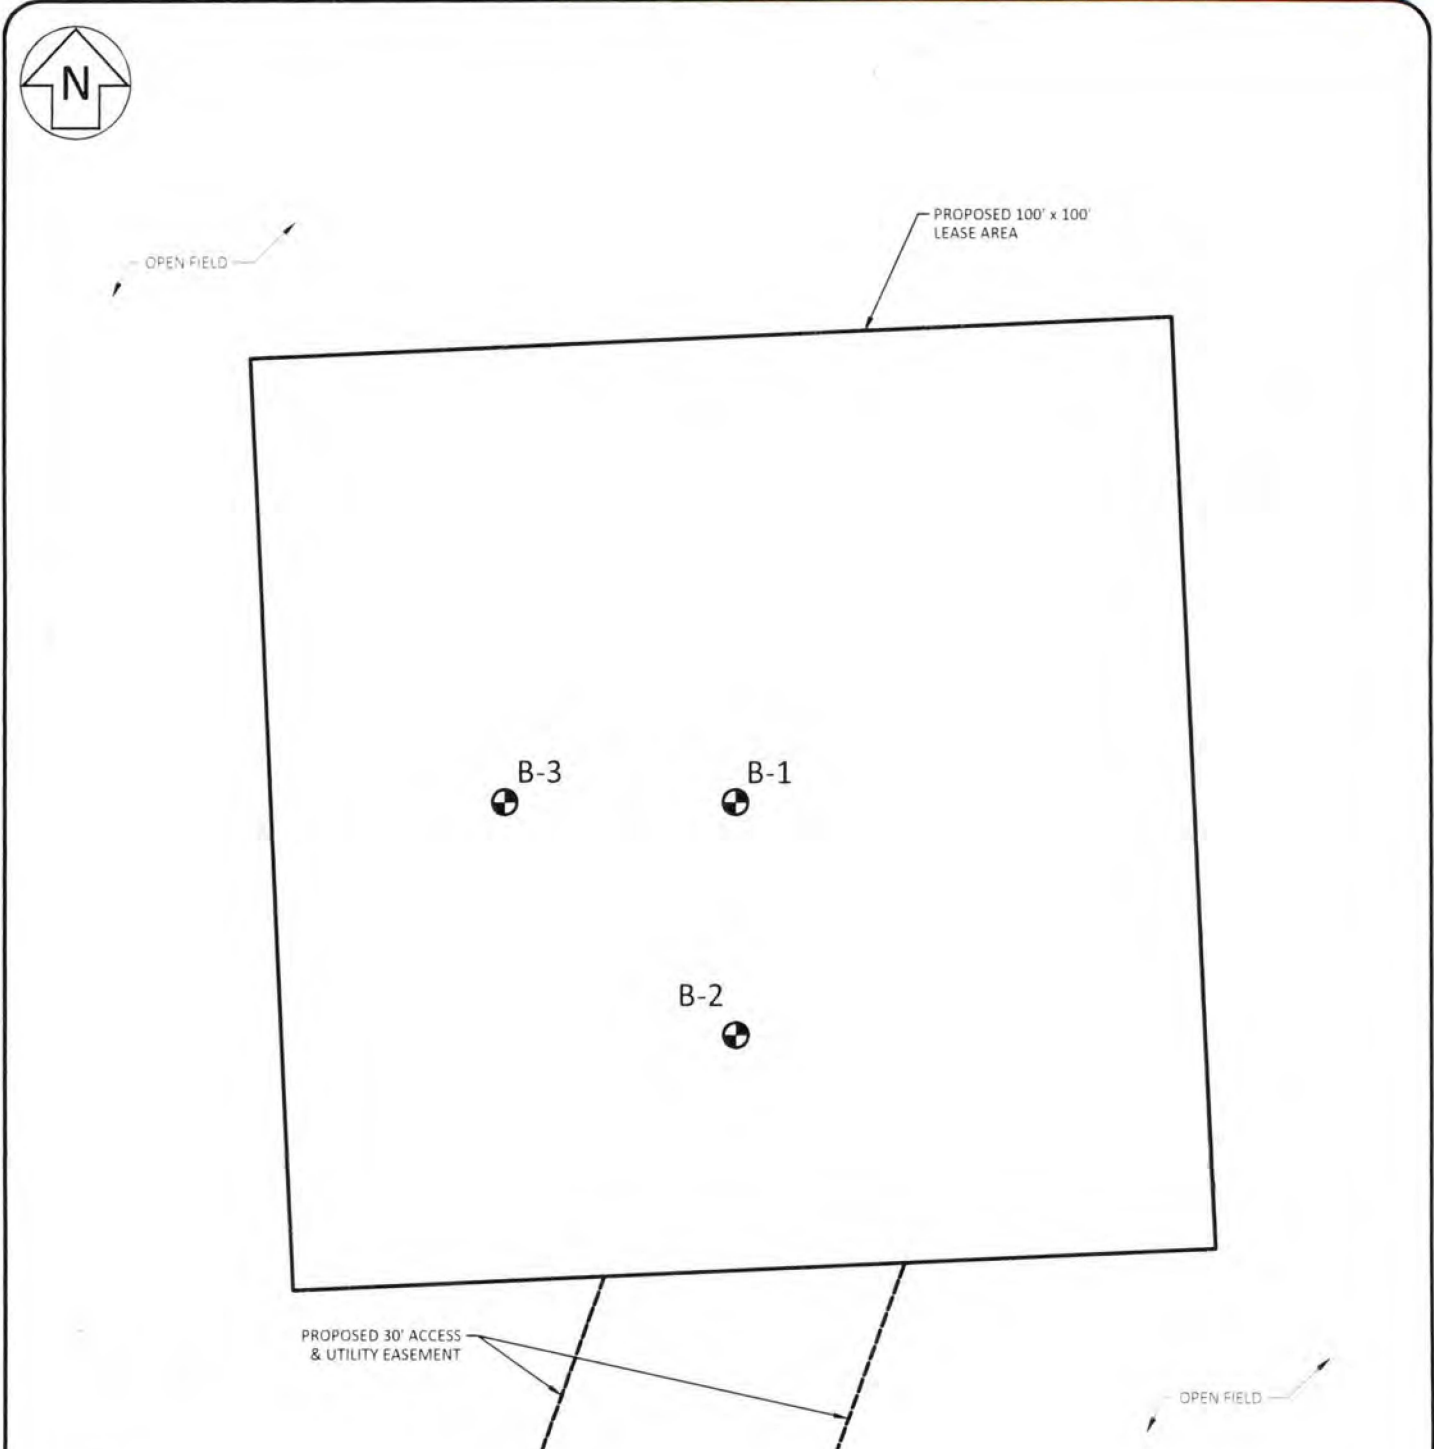 N
PROPOSED 100' x 100'
LEASE AREA
OPEN FIELD
B-3
B-1
B-2
PROPOSED 30' ACCESS
& UTILITY EASEMENT
OPEN FIELD